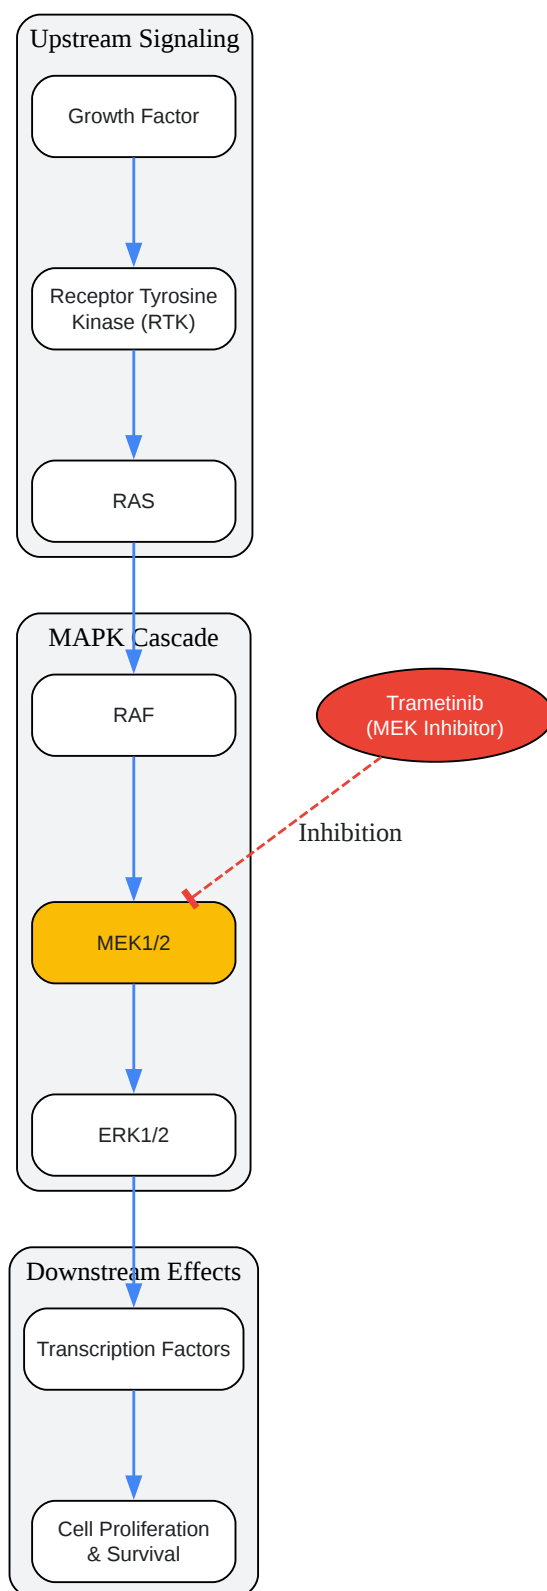 Upstream Signaling
Growth Factor
Receptor Tyrosine
Kinase (RTK)
RAS
MAPK Cascade
RAF
Trametinib
(MEK Inhibitor)
Inhibition
MEK1/2
ERK1/2
Downstream Effects
Transcription Factors
Cell Proliferation
& Survival